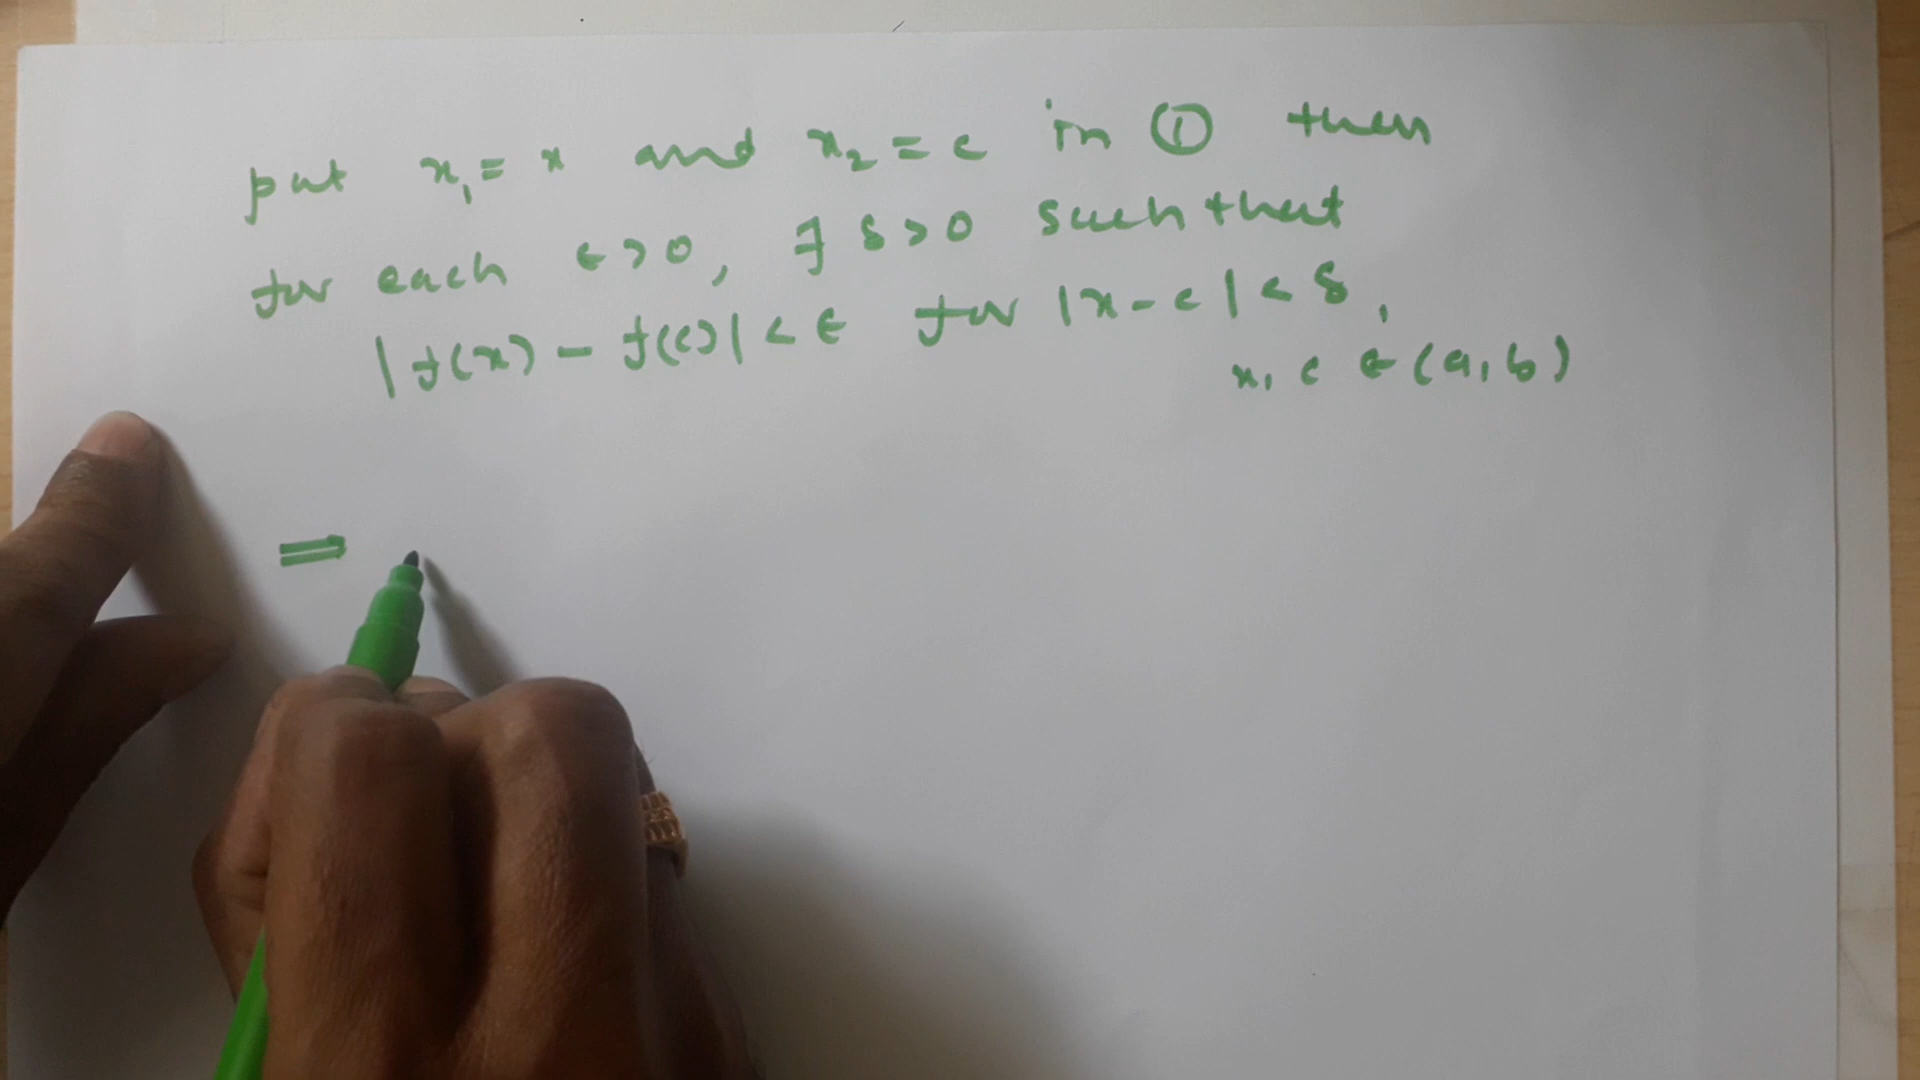 put x₁ = x and x₂ = c in ① then
for each ε > 0, ∃ δ > 0 such that
|f(x) - f(c)| < ε for |x - c| < δ,
x, c ∈ (a, b)
⇒